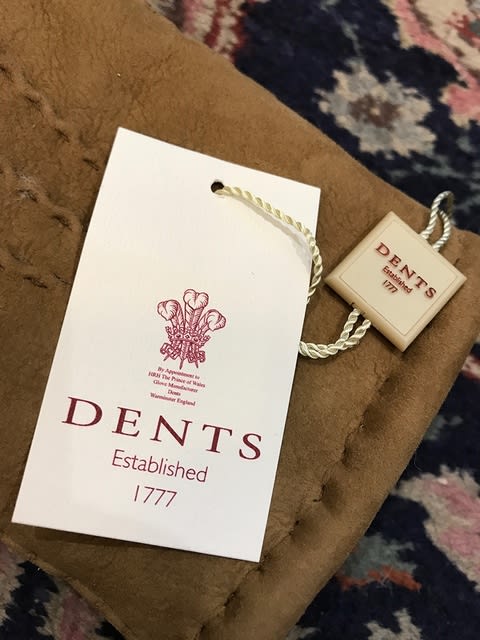 By Appointment to
HRH The Prince of Wales
Glove Manufacturer
Dents
Warminster England
DENTS
Established
1777
DENTS
Established
1777